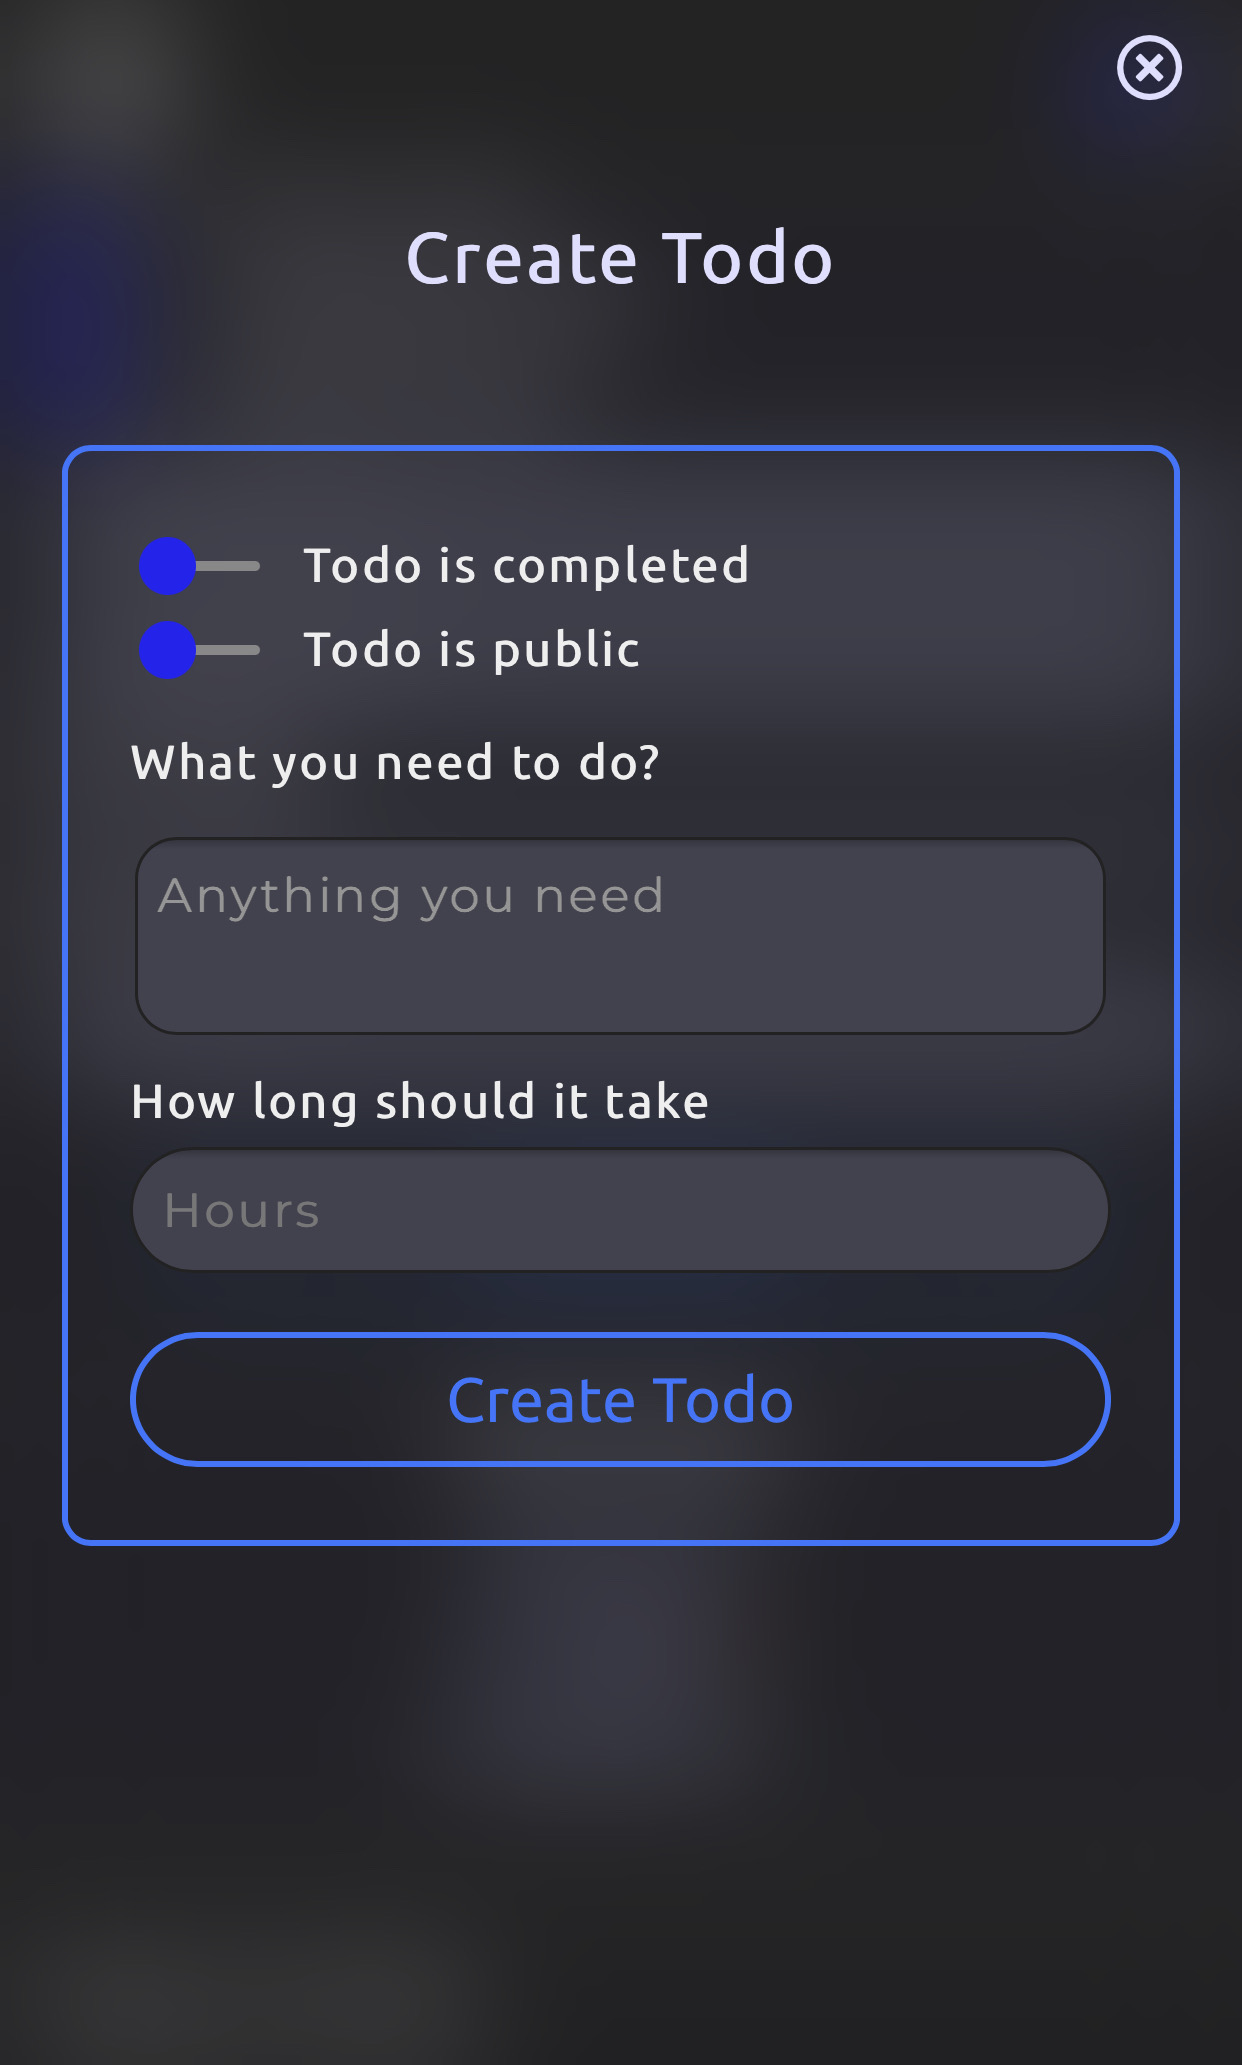 Create Todo
Todo is completed
Todo is public
What you need to do?
Anything you need
How long should it take
Hours
Create Todo